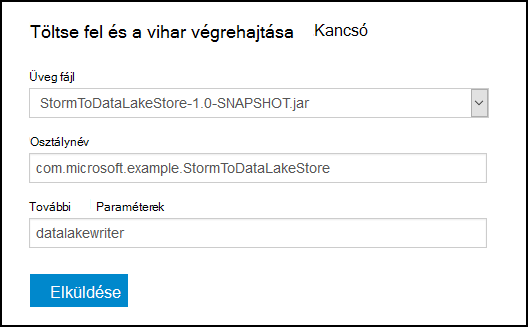 Töltse fel és a vihar végrehajtása Kancsó
Üveg fájl
StormToDataLakeStore-1.0-SNAPSHOT.jar
Osztálynév
com.microsoft.example.StormToDataLakeStore
További Paraméterek
datalakewriter
Elküldése